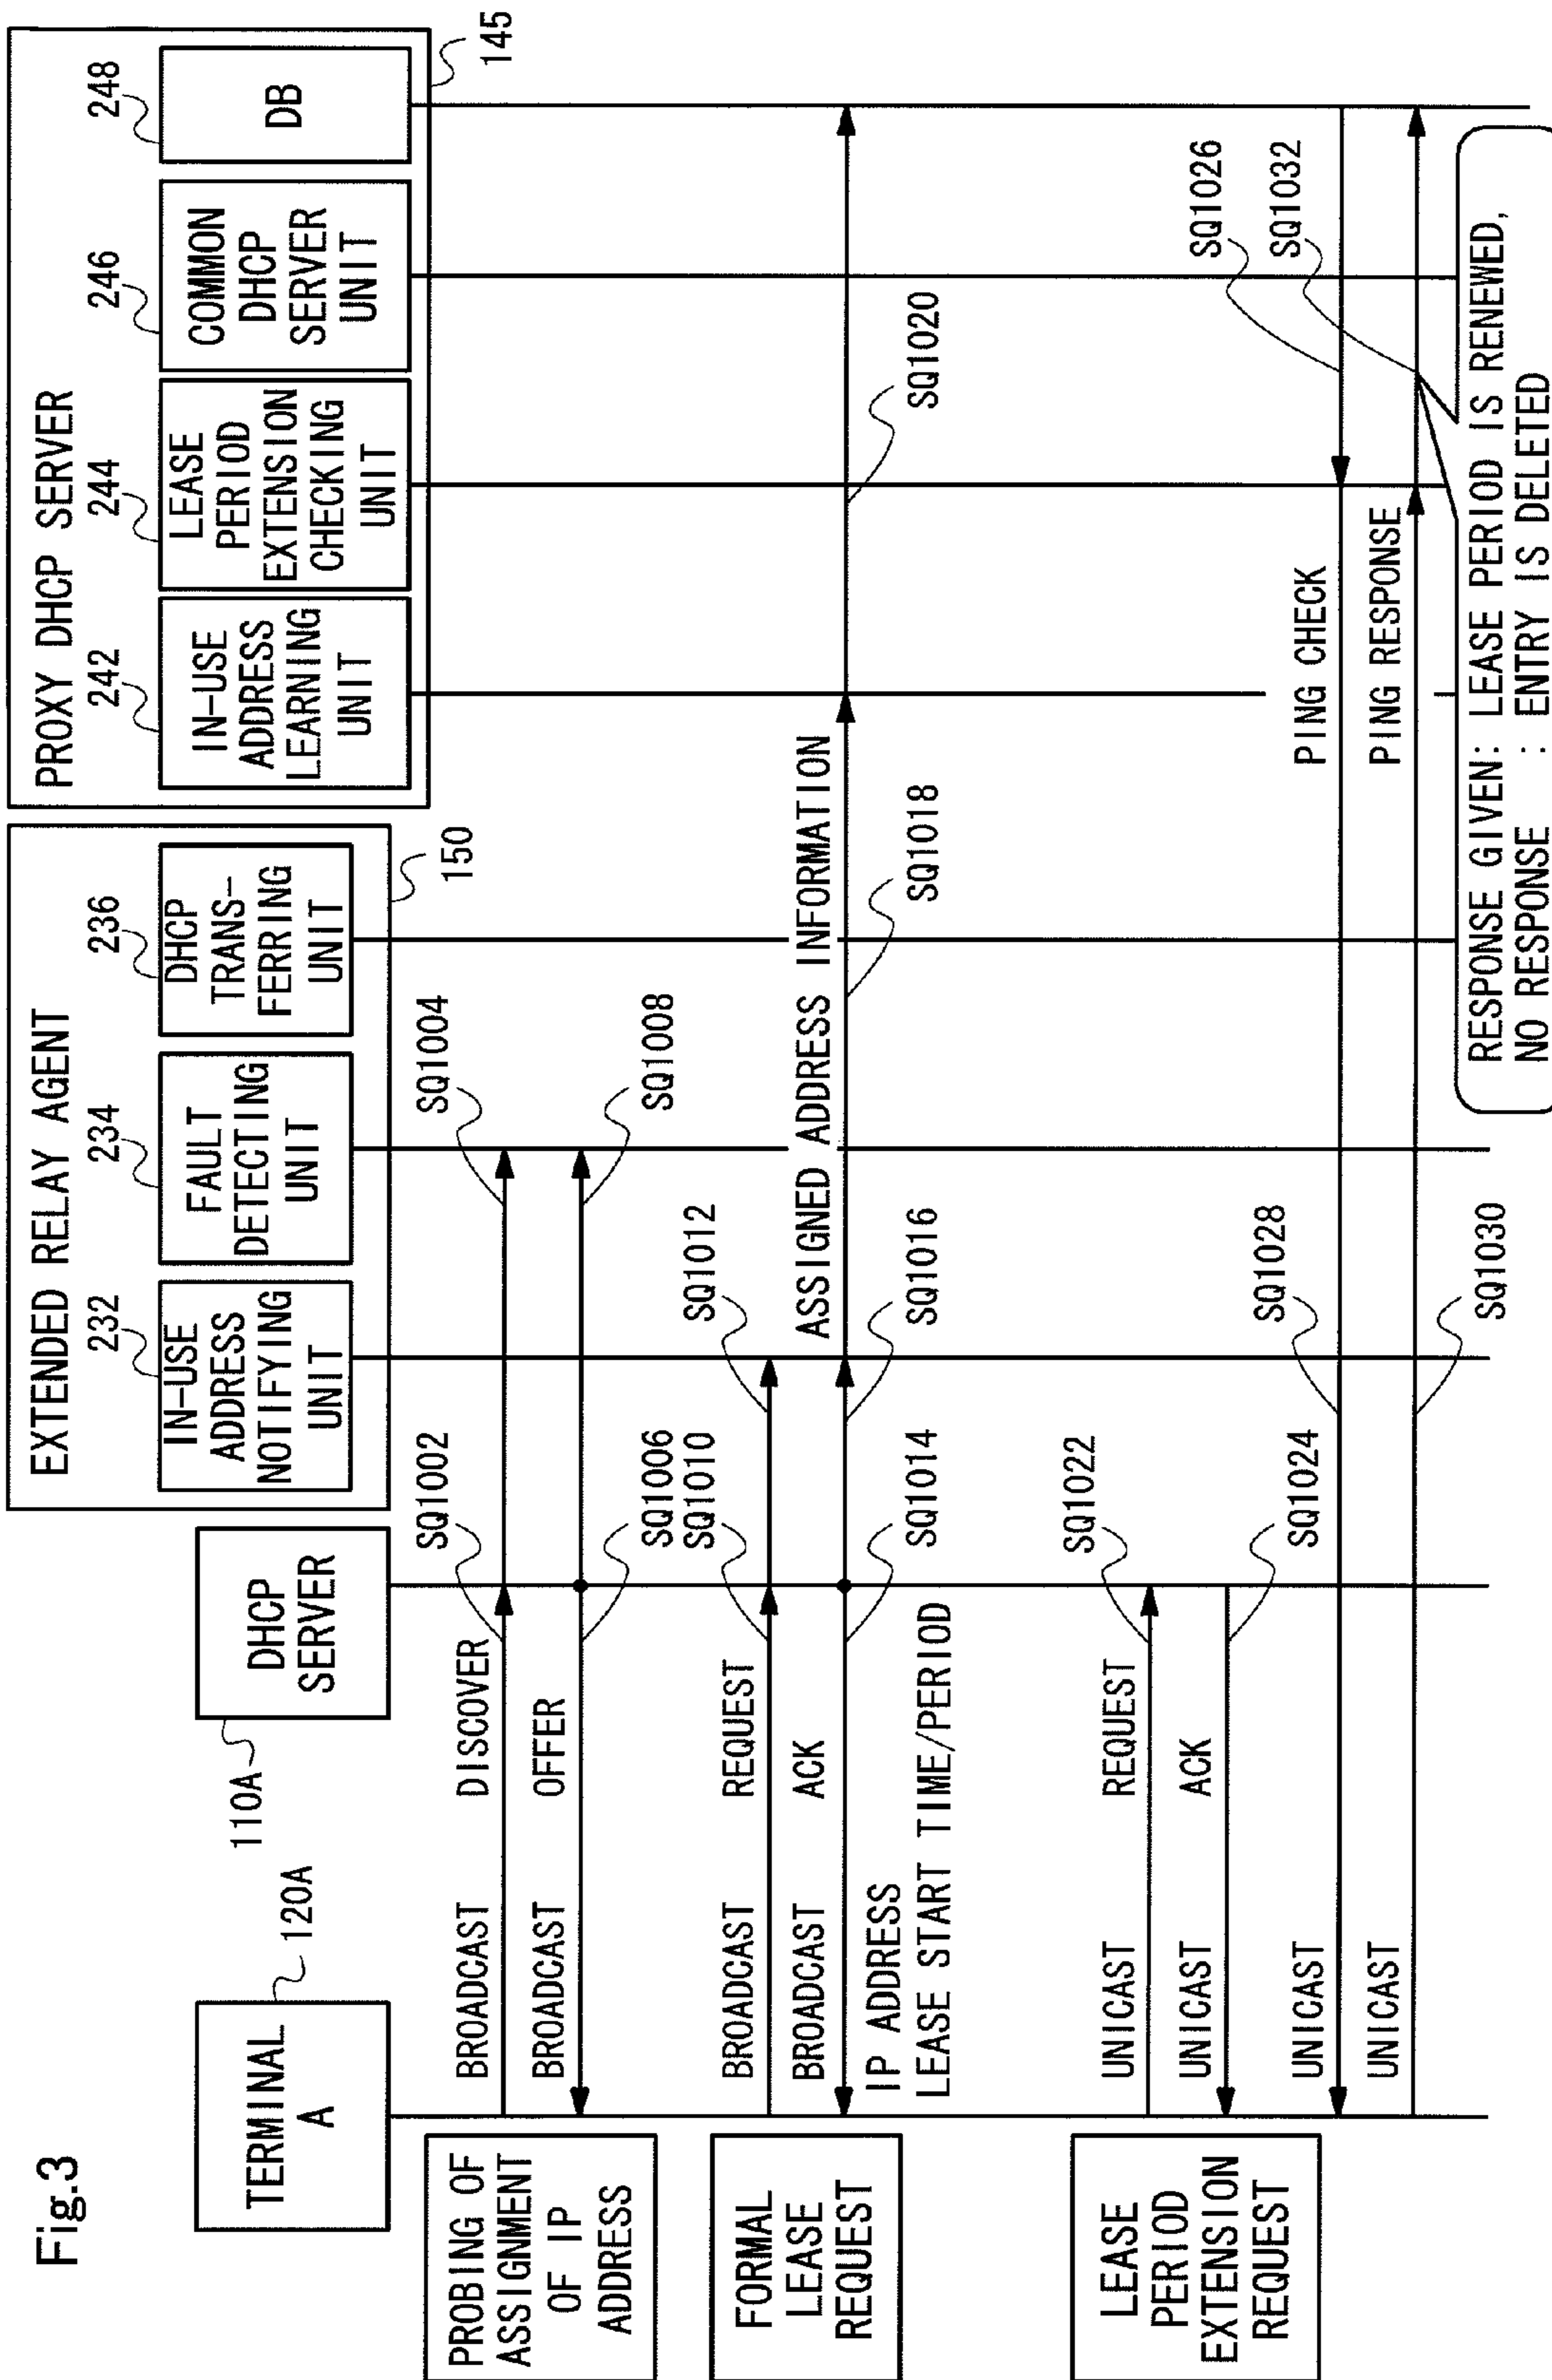 Fig.3
TERMINAL
A
120A
DHCP
SERVER
110A
EXTENDED RELAY AGENT
150
232
IN-USE
ADDRESS
NOTIFYING
UNIT
234
FAULT
DETECTING
UNIT
236
DHCP
TRANS-
FERRING
UNIT
PROXY DHCP SERVER
145
242
IN-USE
ADDRESS
LEARNING
UNIT
244
LEASE
PERIOD
EXTENSION
CHECKING
UNIT
246
COMMON
DHCP
SERVER
UNIT
248
DB
PROBING OF
ASSIGNMENT
OF IP
ADDRESS
BROADCAST DISCOVER
SQ1002
SQ1004
BROADCAST OFFER
SQ1006
SQ1008
FORMAL
LEASE
REQUEST
BROADCAST REQUEST
SQ1010
SQ1012
BROADCAST ACK
ASSIGNED ADDRESS INFORMATION
SQ1014
SQ1016
SQ1018
SQ1020
IP ADDRESS
LEASE START TIME/PERIOD
LEASE
PERIOD
EXTENSION
REQUEST
UNICAST REQUEST
SQ1022
UNICAST ACK
SQ1024
UNICAST
PING CHECK
SQ1028
SQ1026
UNICAST
PING RESPONSE
SQ1030
SQ1032
RESPONSE GIVEN: LEASE PERIOD IS RENEWED,
NO RESPONSE : ENTRY IS DELETED